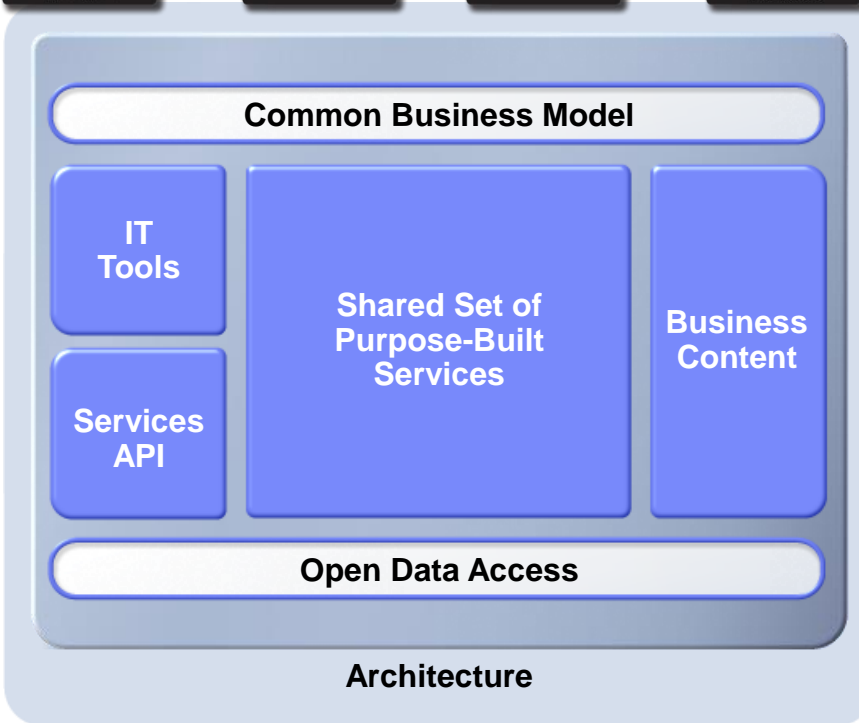 Common Business Model
IT
Tools
Services
API
Shared Set of
Purpose-Built
Services
Business
Content
Open Data Access
Architecture